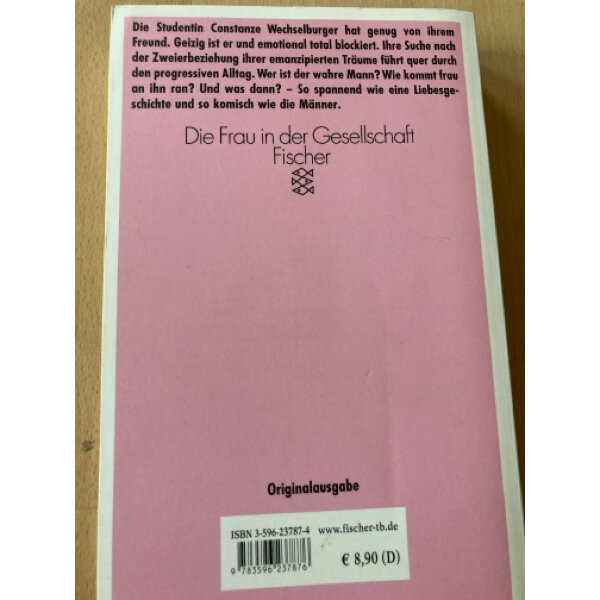 Die Studentin Constanze Wechselburger hat genug von ihrem
Freund. Geizig ist er und emotional total blockiert. Ihre Suche nach
der Zweierbeziehung ihrer emanzipierten Träume führt quer durch
den progressiven Alltag. Wer ist der wahre Mann? Wie kommt frau
an ihn ran? Und was dann? – So spannend wie eine Liebesge-
schichte und so komisch wie die Männer.
Die Frau in der Gesellschaft
Fischer
Originalausgabe
ISBN 3-596-23787-4 www.fischer-tb.de
€ 8,90 (D)
9 783596 237876